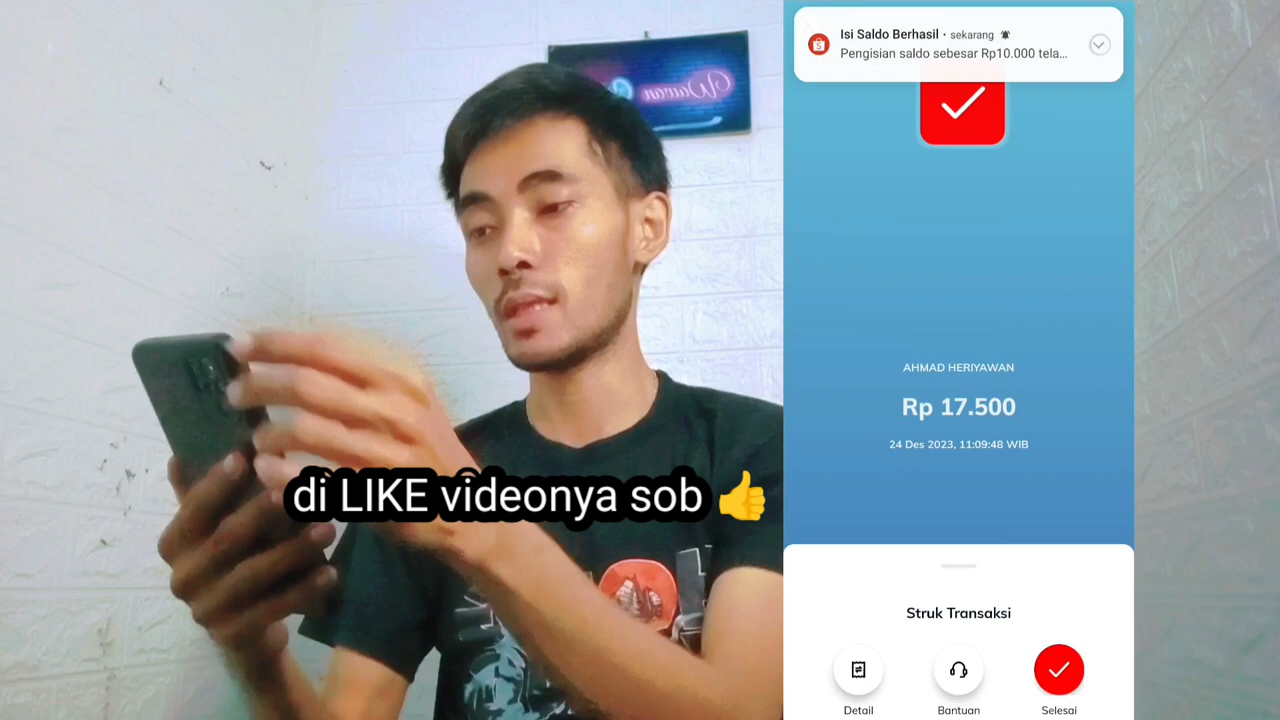 Wawan
di LIKE videonya sob 👍
Isi Saldo Berhasil • sekarang
Pengisian saldo sebesar Rp10.000 tela...
AHMAD HERIYAWAN
Rp 17.500
24 Des 2023, 11:09:48 WIB
Struk Transaksi
Detail
Bantuan
Selesai